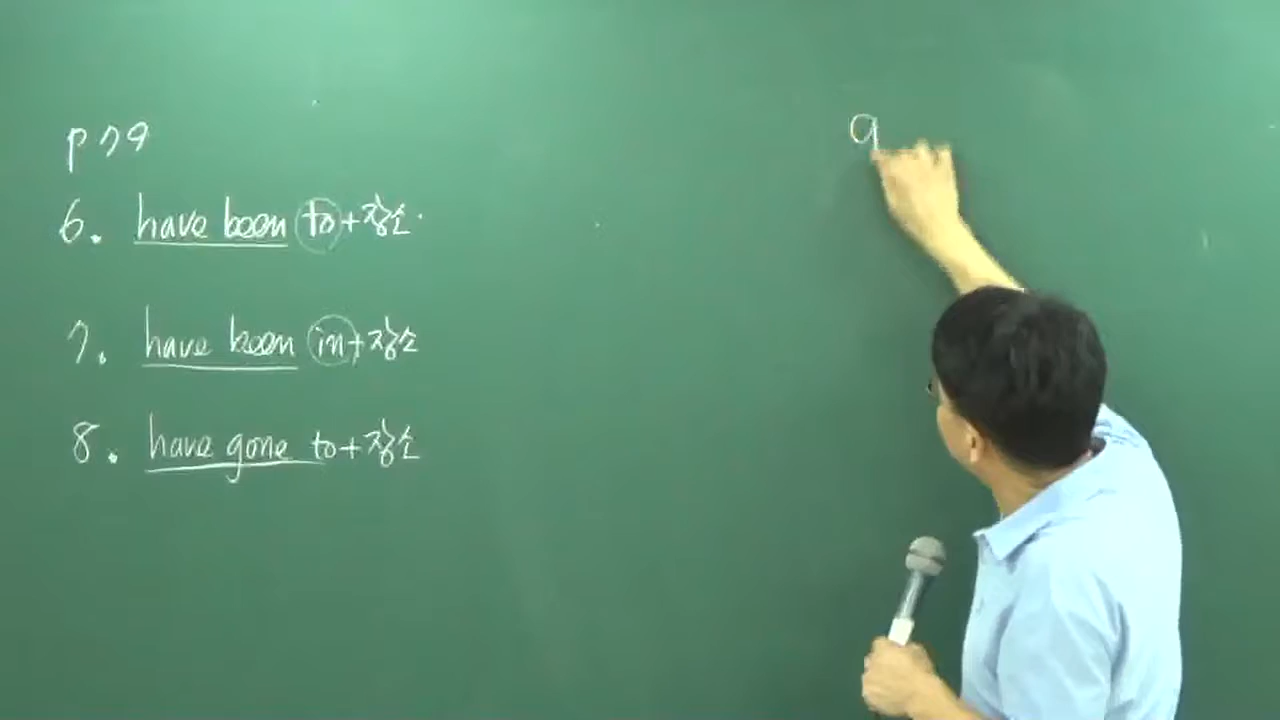 p 79
6. have been to+장소.
7. have been in+장소
8. have gone to+장소
9